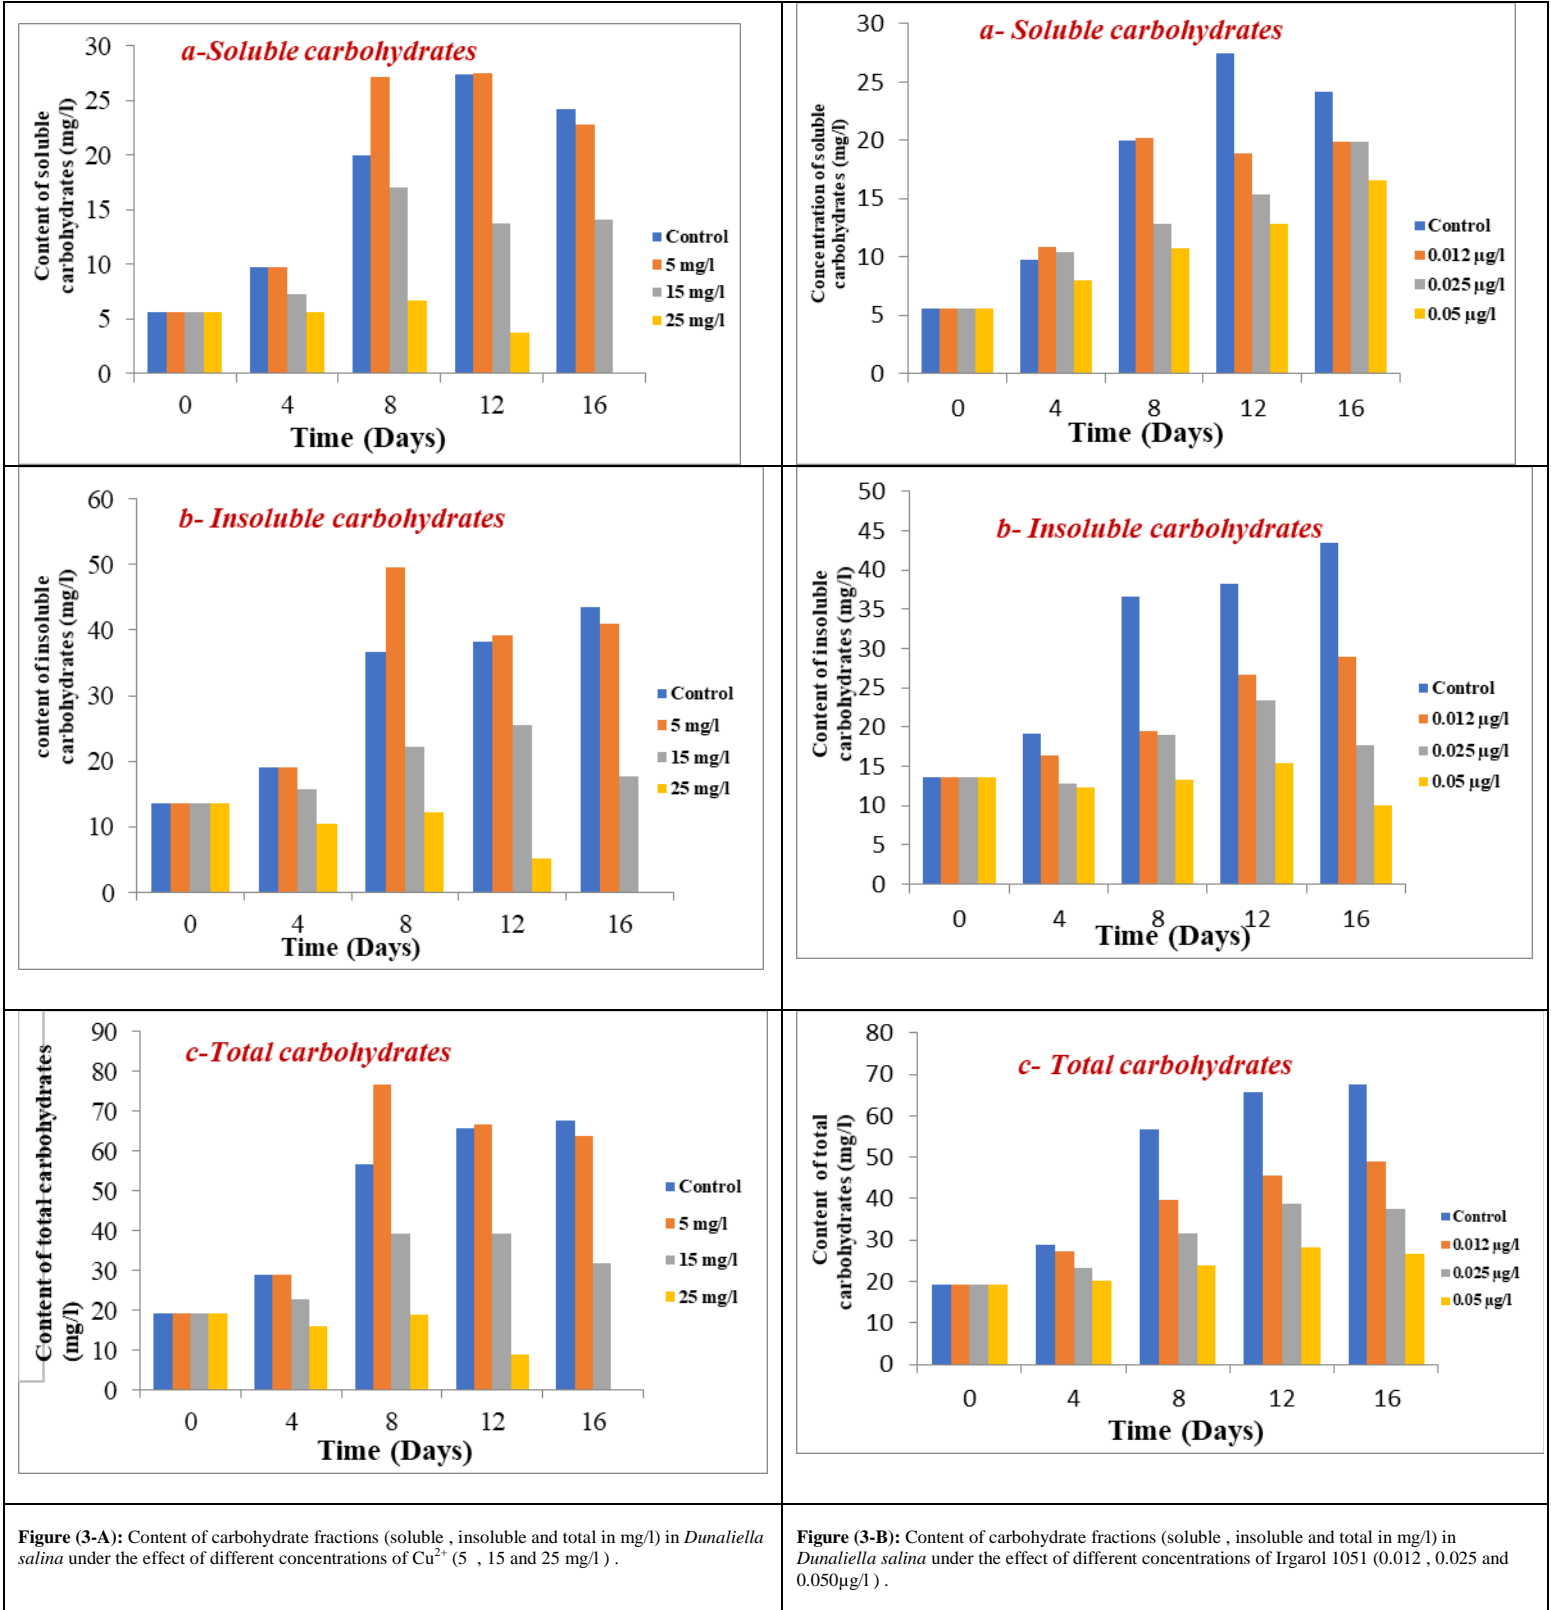 a-Soluble carbohydrates
Content of soluble
carbohydrates (mg/l)
30
25
20
15
10
5
0
0 4 8 12 16
Time (Days)
Control
5 mg/l
15 mg/l
25 mg/l
a- Soluble carbohydrates
Concentration of soluble
carbohydrates (mg/l)
30
25
20
15
10
5
0
0 4 8 12 16
Time (Days)
Control
0.012 µg/l
0.025 µg/l
0.05 µg/l
b- Insoluble carbohydrates
content of insoluble
carbohydrates (mg/l)
60
50
40
30
20
10
0
0 4 8 12 16
Time (Days)
Control
5 mg/l
15 mg/l
25 mg/l
b- Insoluble carbohydrates
Content of insoluble
carbohydrates (mg/l)
50
45
40
35
30
25
20
15
10
5
0
0 4 8 12 16
Time (Days)
Control
0.012 µg/l
0.025 µg/l
0.05 µg/l
c-Total carbohydrates
Content of total carbohydrates
(mg/l)
90
80
70
60
50
40
30
20
10
0
0 4 8 12 16
Time (Days)
Control
5 mg/l
15 mg/l
25 mg/l
c- Total carbohydrates
Content of total
carbohydrates (mg/l)
80
70
60
50
40
30
20
10
0
0 4 8 12 16
Time (Days)
Control
0.012 µg/l
0.025 µg/l
0.05 µg/l
Figure (3-A): Content of carbohydrate fractions (soluble , insoluble and total in mg/l) in Dunaliella
salina under the effect of different concentrations of Cu²⁺ (5 , 15 and 25 mg/l ) .
Figure (3-B): Content of carbohydrate fractions (soluble , insoluble and total in mg/l) in
Dunaliella salina under the effect of different concentrations of Irgarol 1051 (0.012 , 0.025 and
0.050µg/l ) .